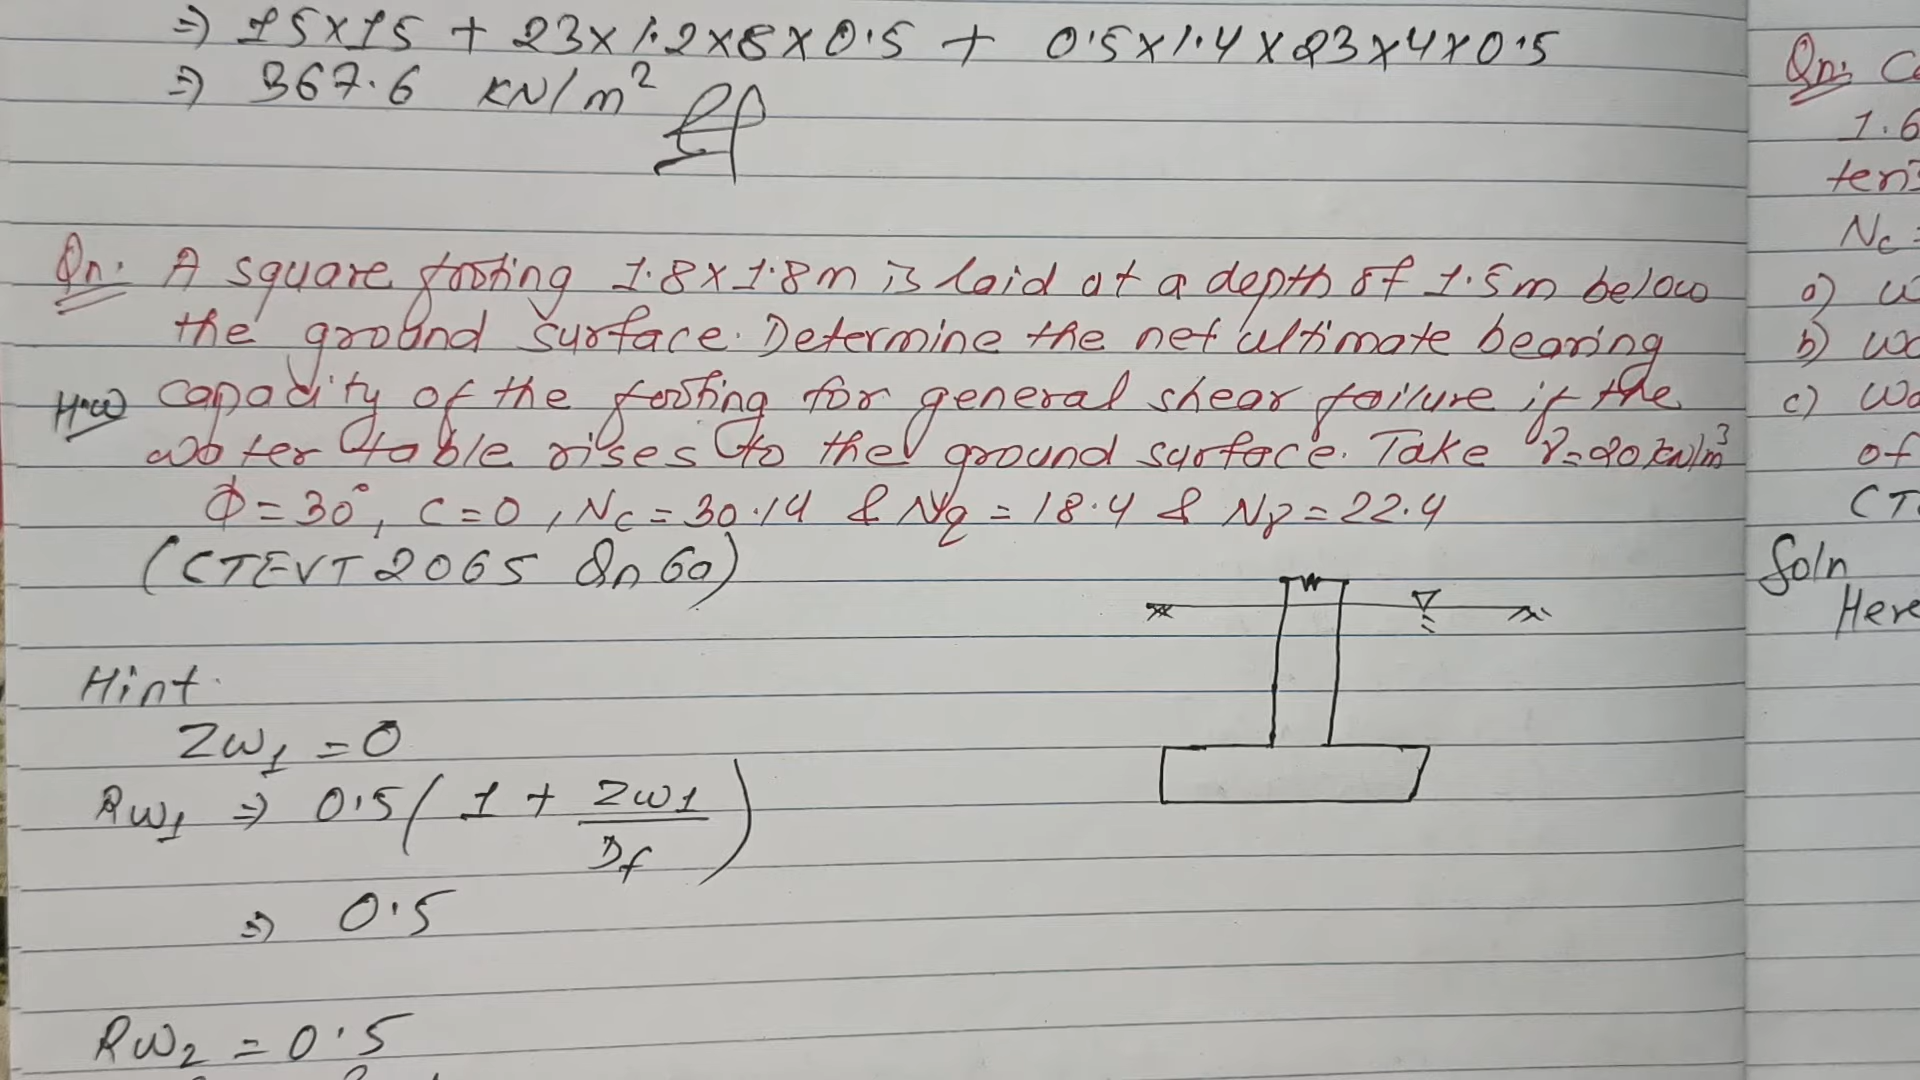 ⇒ 15×15 + 23×1.2×8×0.5 + 0.5×1.4×23×4×0.5
⇒ 367.6 KN/m²
Qn: A square footing 1.8×1.8m is laid at a depth of 1.5m below
the ground surface. Determine the net ultimate bearing
H.W capacity of the footing for general shear failure if the
water table rises to the ground surface. Take γ=20 kN/m³
Φ=30°, C=0, Nc=30.14 & Nq=18.4 & Nγ=22.4
(CTEVT 2065 Qn 6a)
Hint
Zw₁=0
Rw₁ ⇒ 0.5(1 + Zw1/Df)
⇒ 0.5
Rw₂ = 0.5
Qn: C
1.6
Nc =
a) w
b) wa
c) wa
of
CT
Soln
Here